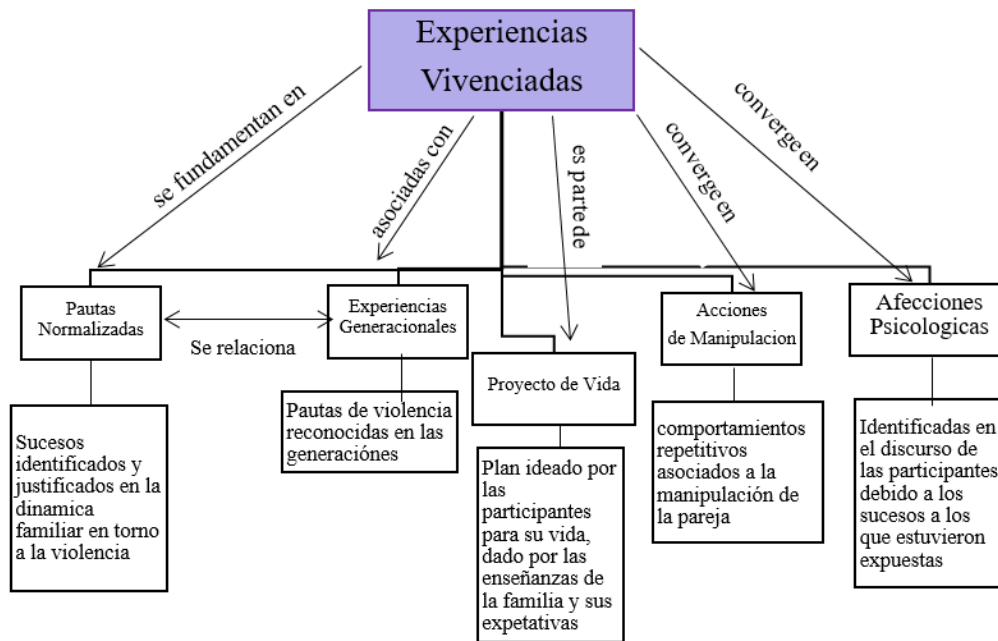 Experiencias
Vivenciadas
se fundamentan en
asociadas con
es parte de
converge en
converge en
Pautas
Normalizadas
Se relaciona
Experiencias
Generacionales
Proyecto de Vida
Acciones
de Manipulacion
Afecciones
Psicologicas
Sucesos
identificados y
justificados en la
dinamica
familiar en torno
a la violencia
Pautas de violencia
reconocidas en las
generaciónes
Plan ideado por
las
participantes
para su vida,
dado por las
enseñanzas de
la familia y sus
expetativas
comportamientos
repetitivos
asociados a la
manipulación de
la pareja
Identificadas en
el discurso de
las participantes
debido a los
sucesos a los
que estuvieron
expuestas